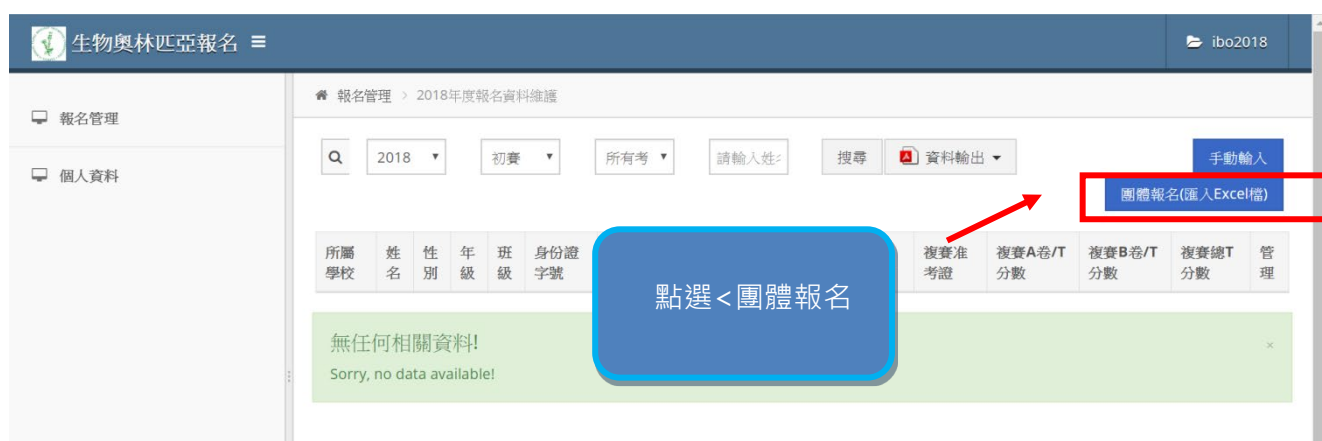 生物奧林匹亞報名
ibo2018
報名管理 > 2018年度報名資料維護
報名管理
個人資料
2018 初賽 所有考 請輸入姓 搜尋 資料輸出 手動輸入
團體報名(匯入Excel檔)
所屬學校 姓名 性別 年級 班級 身份證字號 複賽准考證 複賽A卷/T分數 複賽B卷/T分數 複賽總T分數 管理
點選<團體報名
無任何相關資料!
×
Sorry, no data available!